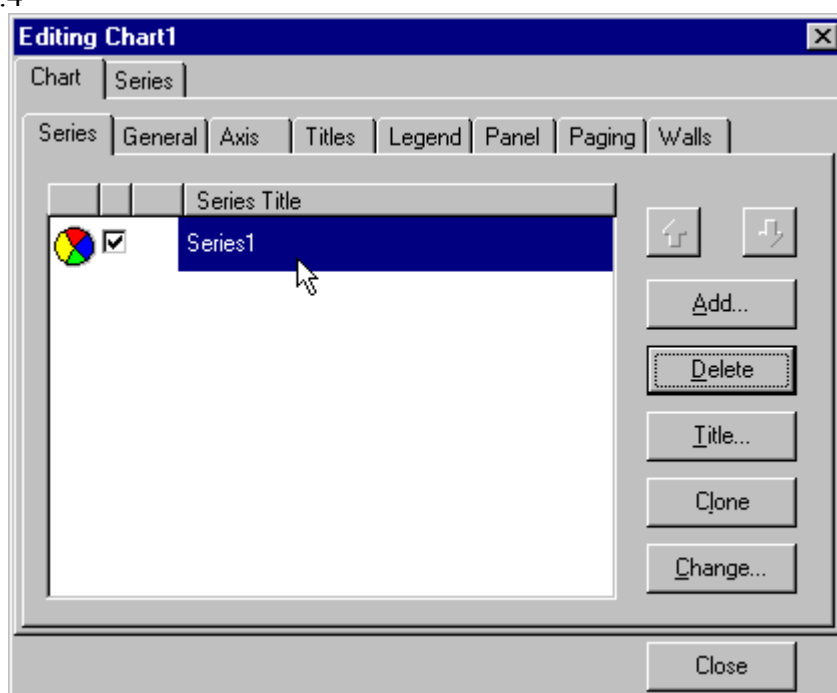 Editing Chart1
Chart Series
Series General Axis Titles Legend Panel Paging Walls
Series Title
Series1
Add...
Delete
Title...
Clone
Change...
Close